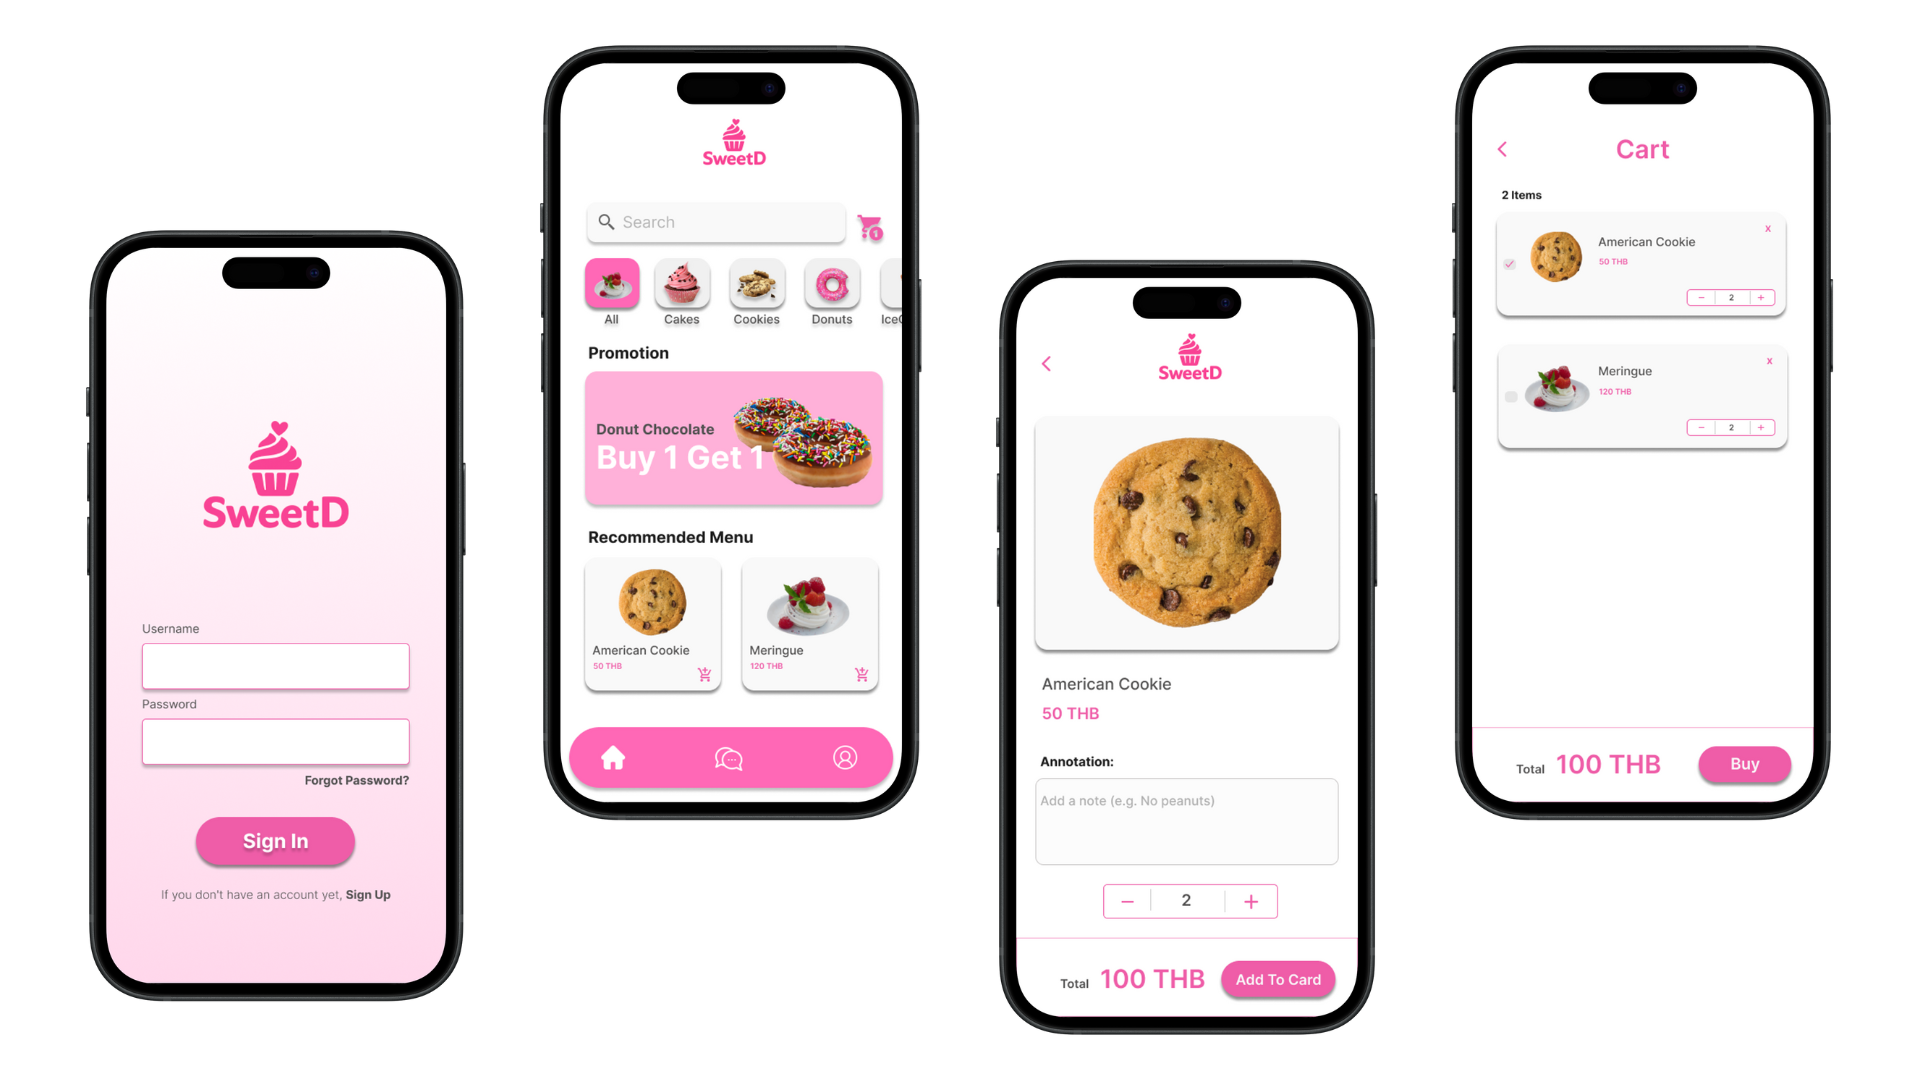 SweetD
Username
Password
Forgot Password?
Sign In
If you don't have an account yet, Sign Up
SweetD
Search
1
All
Cakes
Cookies
Donuts
IceC
Promotion
Donut Chocolate
Buy 1 Get 1
Recommended Menu
American Cookie
50 THB
Meringue
120 THB
SweetD
American Cookie
50 THB
Annotation:
Add a note (e.g. No peanuts)
− 2 +
Total 100 THB Add To Card
Cart
2 Items
American Cookie
x
50 THB
− 2 +
Meringue
x
120 THB
− 2 +
Total 100 THB Buy